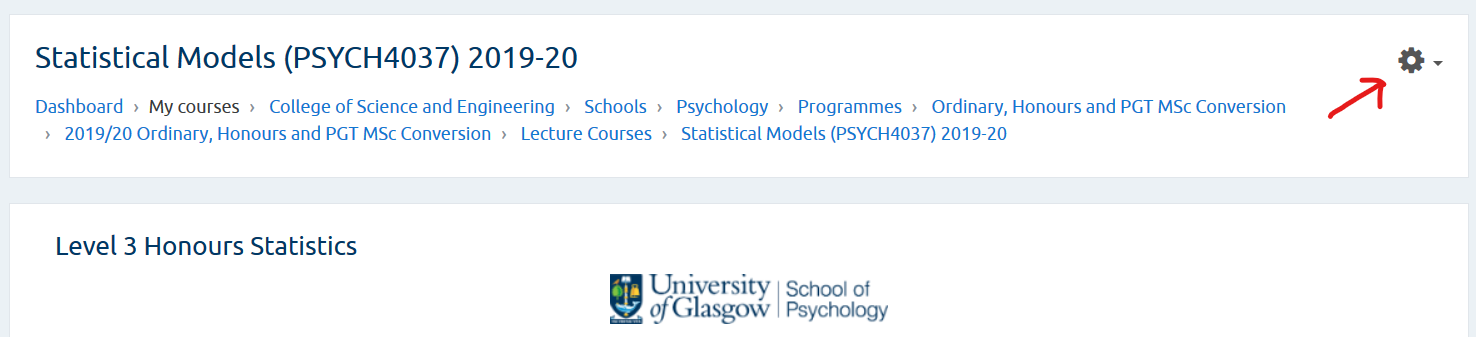 Statistical Models (PSYCH4037) 2019-20
Dashboard › My courses › College of Science and Engineering › Schools › Psychology › Programmes › Ordinary, Honours and PGT MSc Conversion
› 2019/20 Ordinary, Honours and PGT MSc Conversion › Lecture Courses › Statistical Models (PSYCH4037) 2019-20
Level 3 Honours Statistics
University of Glasgow
School of Psychology